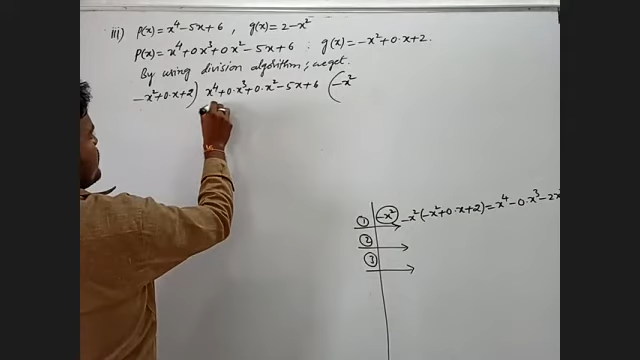 iii) P(x) = x⁴-5x+6 , g(x) = 2-x²
P(x) = x⁴+0x³+0x²-5x+6 : g(x) = -x²+0·x+2.
By using division algorithm, we get.
-x²+0·x+2) x⁴+0·x³+0·x²-5x+6 (-x²
① -x² -x²(-x²+0·x+2) = x⁴-0·x³-2x²
②
③